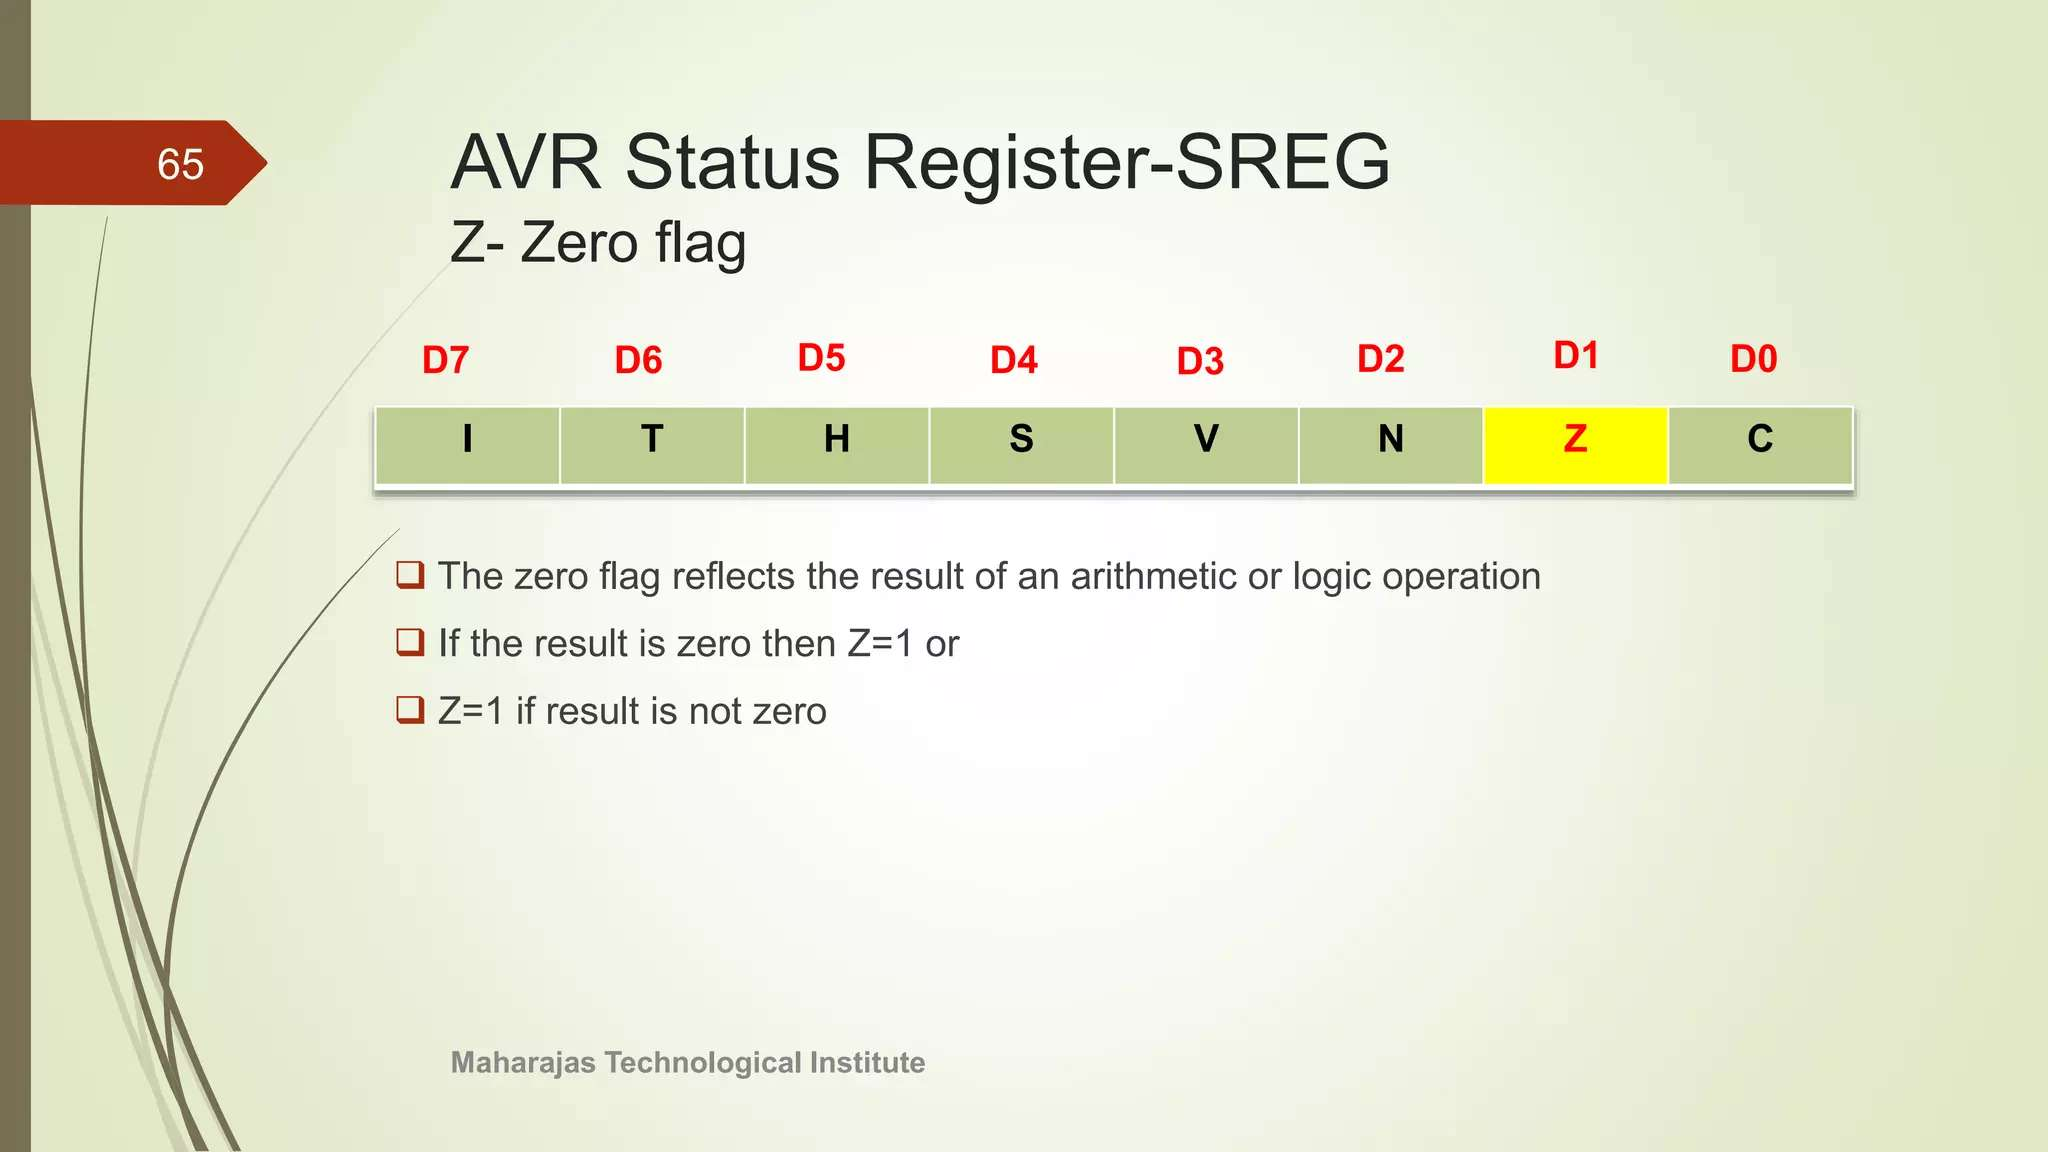 65
AVR Status Register-SREG
Z- Zero flag
D7 D6 D5 D4 D3 D2 D1 D0
I T H S V N Z C
The zero flag reflects the result of an arithmetic or logic operation
If the result is zero then Z=1 or
Z=1 if result is not zero
Maharajas Technological Institute